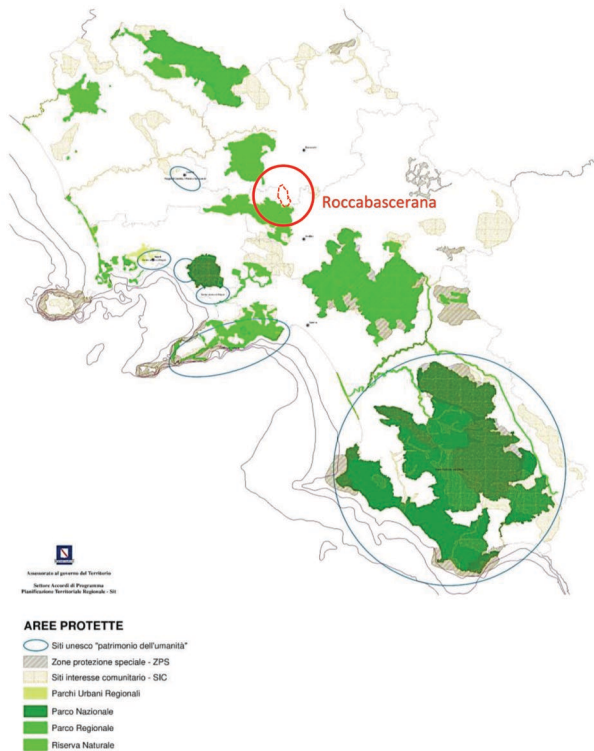 Roccabascerana
Assessorato al governo del Territorio
Settore Accordi di Programma
Planificazione Territoriale Regionale - Sit
AREE PROTETTE
Siti unesco "patrimonio dell'umanità"
Zone protezione speciale - ZPS
Siti interesse comunitario - SIC
Parchi Urbani Regionali
Parco Nazionale
Parco Regionale
Riserva Naturale